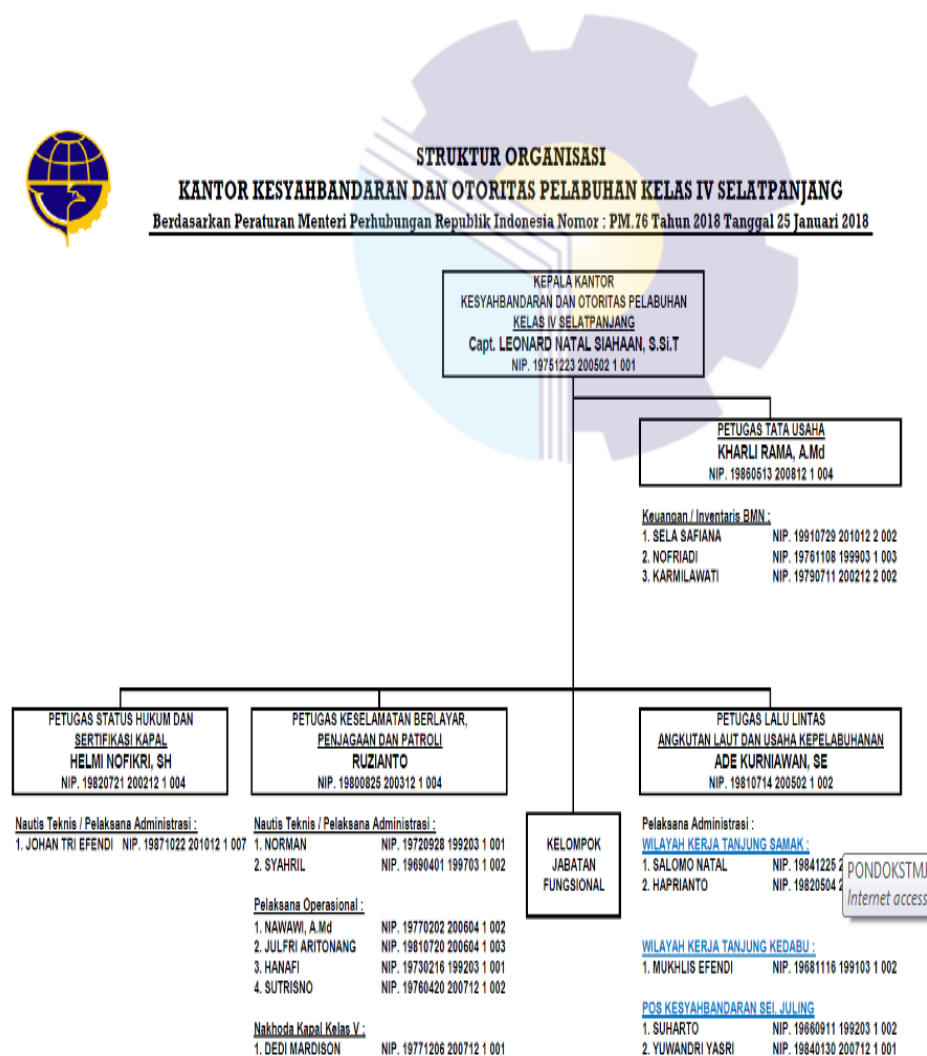 STRUKTUR ORGANISASI
KANTOR KESYAHBANDARAN DAN OTORITAS PELABUHAN KELAS IV SELATPANJANG
Berdasarkan Peraturan Menteri Perhubungan Republik Indonesia Nomor : PM.76 Tahun 2018 Tanggal 25 Januari 2018
KEPALA KANTOR
KESYAHBANDARAN DAN OTORITAS PELABUHAN
KELAS IV SELATPANJANG
Capt. LEONARD NATAL SIAHAAN, S.Si.T
NIP. 19751223 200502 1 001
PETUGAS TATA USAHA
KHARLI RAMA, A.Md
NIP. 19860513 200812 1 004
Keuangan / Inventaris BMN :
1. SELA SAFIANA NIP. 19910729 201012 2 002
2. NOFRIADI NIP. 19761108 199903 1 003
3. KARMILAWATI NIP. 19790711 200212 2 002
PETUGAS STATUS HUKUM DAN
SERTIFIKASI KAPAL
HELMI NOFIKRI, SH
NIP. 19820721 200212 1 004
Nautis Teknis / Pelaksana Administrasi :
1. JOHAN TRI EFENDI NIP. 19871022 201012 1 007
PETUGAS KESELAMATAN BERLAYAR,
PENJAGAAN DAN PATROLI
RUZIANTO
NIP. 19800825 200312 1 004
Nautis Teknis / Pelaksana Administrasi :
1. NORMAN NIP. 19720928 199203 1 001
2. SYAHRIL NIP. 19690401 199703 1 002
Pelaksana Operasional :
1. NAWAWI, A.Md NIP. 19770202 200604 1 002
2. JULFRI ARITONANG NIP. 19810720 200604 1 003
3. HANAFI NIP. 19730216 199203 1 001
4. SUTRISNO NIP. 19760420 200712 1 002
Nakhoda Kapal Kelas V :
1. DEDI MARDISON NIP. 19771206 200712 1 001
KELOMPOK
JABATAN
FUNGSIONAL
PETUGAS LALU LINTAS
ANGKUTAN LAUT DAN USAHA KEPELABUHANAN
ADE KURNIAWAN, SE
NIP. 19810714 200502 1 002
Pelaksana Administrasi :
WILAYAH KERJA TANJUNG SAMAK :
1. SALOMO NATAL NIP. 19841225 2
2. HAPRIANTO NIP. 19820504 2
PONDOKSTMJ
Internet access
WILAYAH KERJA TANJUNG KEDABU :
1. MUKHLIS EFENDI NIP. 19681116 199103 1 002
POS KESYAHBANDARAN SEI. JULING
1. SUHARTO NIP. 19660911 199203 1 002
2. YUWANDRI YASRI NIP. 19840130 200712 1 001